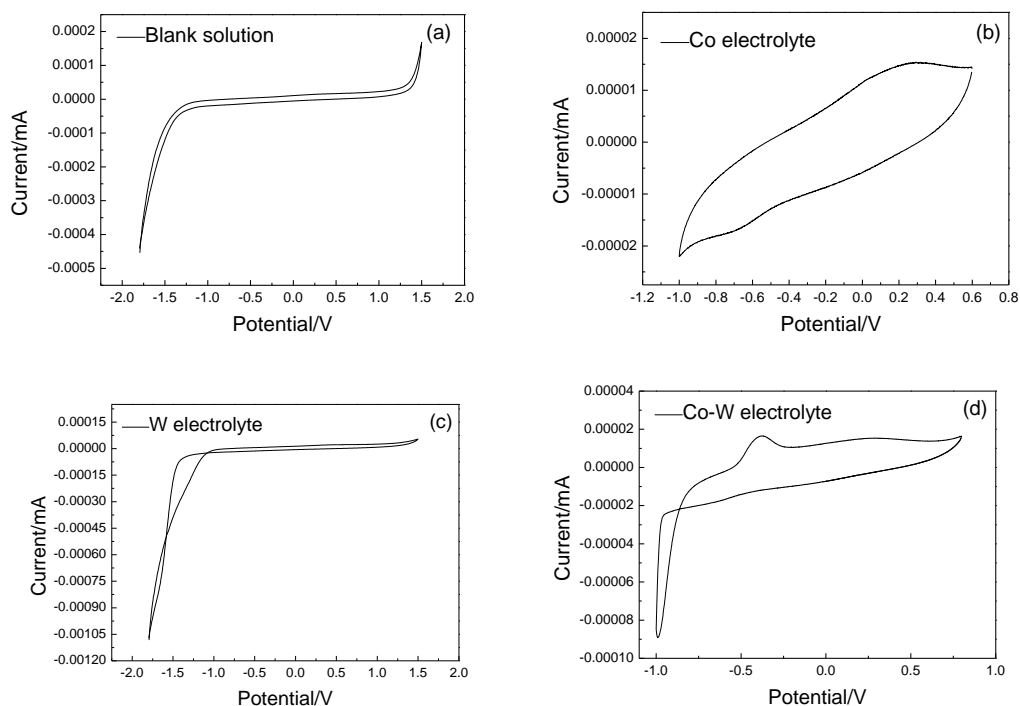 Blank solution
(a)
0.0002
0.0001
0.0000
-0.0001
-0.0002
-0.0003
-0.0004
-0.0005
Current/mA
-2.0 -1.5 -1.0 -0.5 0.0 0.5 1.0 1.5 2.0
Potential/V
Co electrolyte
(b)
0.00002
0.00001
0.00000
-0.00001
-0.00002
Current/mA
-1.2 -1.0 -0.8 -0.6 -0.4 -0.2 0.0 0.2 0.4 0.6 0.8
Potential/V
W electrolyte
(c)
0.00015
0.00000
-0.00015
-0.00030
-0.00045
-0.00060
-0.00075
-0.00090
-0.00105
-0.00120
Current/mA
-2.0 -1.5 -1.0 -0.5 0.0 0.5 1.0 1.5 2.0
Potential/V
Co-W electrolyte
(d)
0.00004
0.00002
0.00000
-0.00002
-0.00004
-0.00006
-0.00008
-0.00010
Current/mA
-1.0 -0.5 0.0 0.5 1.0
Potential/V